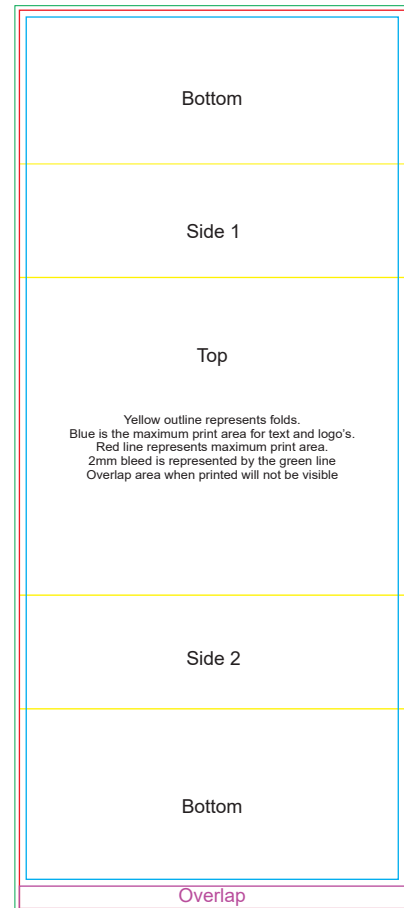 Bottom
Side 1
Top
Yellow outline represents folds.
Blue is the maximum print area for text and logo's.
Red line represents maximum print area.
2mm bleed is represented by the green line
Overlap area when printed will not be visible
Side 2
Bottom
Overlap